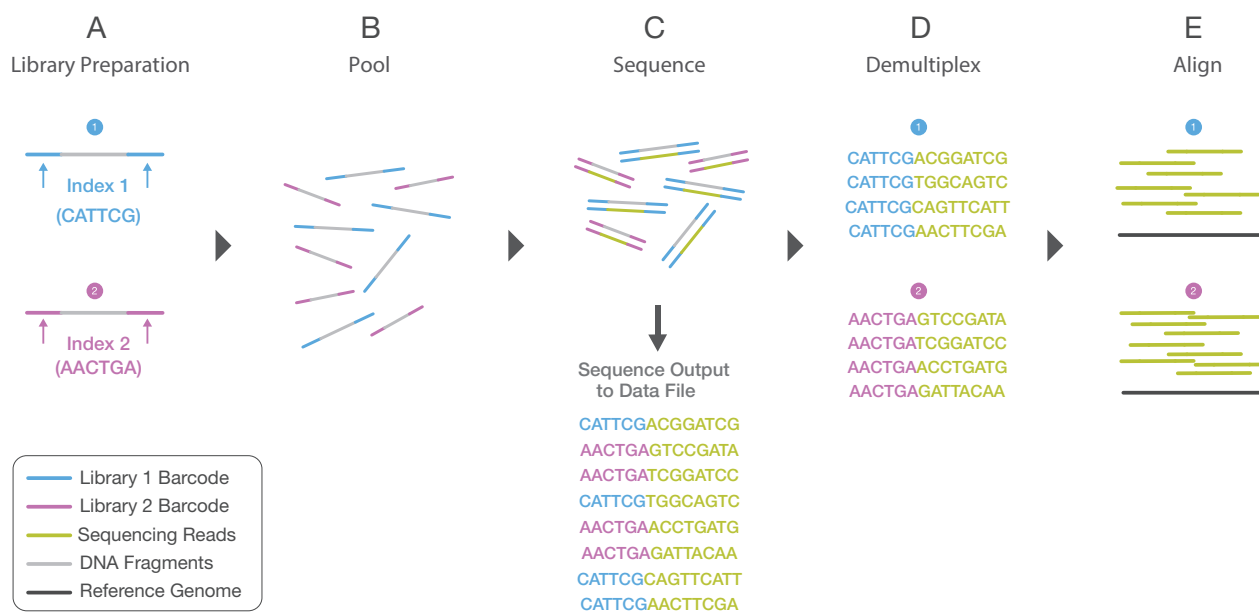 A
Library Preparation
1
Index 1
(CATTCG)
2
Index 2
(AACTGA)
B
Pool
C
Sequence
Sequence Output
to Data File
CATTCGACGGATCG
AACTGAGTCCGATA
AACTGATCGGATCC
CATTCGTGGCAGTC
AACTGAACCTGATG
AACTGAGATTACAA
CATTCGCAGTTCATT
CATTCGAACTTCGA
D
Demultiplex
1
CATTCGACGGATCG
CATTCGTGGCAGTC
CATTCGCAGTTCATT
CATTCGAACTTCGA
2
AACTGAGTCCGATA
AACTGATCGGATCC
AACTGAACCTGATG
AACTGAGATTACAA
E
Align
1
2
Library 1 Barcode
Library 2 Barcode
Sequencing Reads
DNA Fragments
Reference Genome